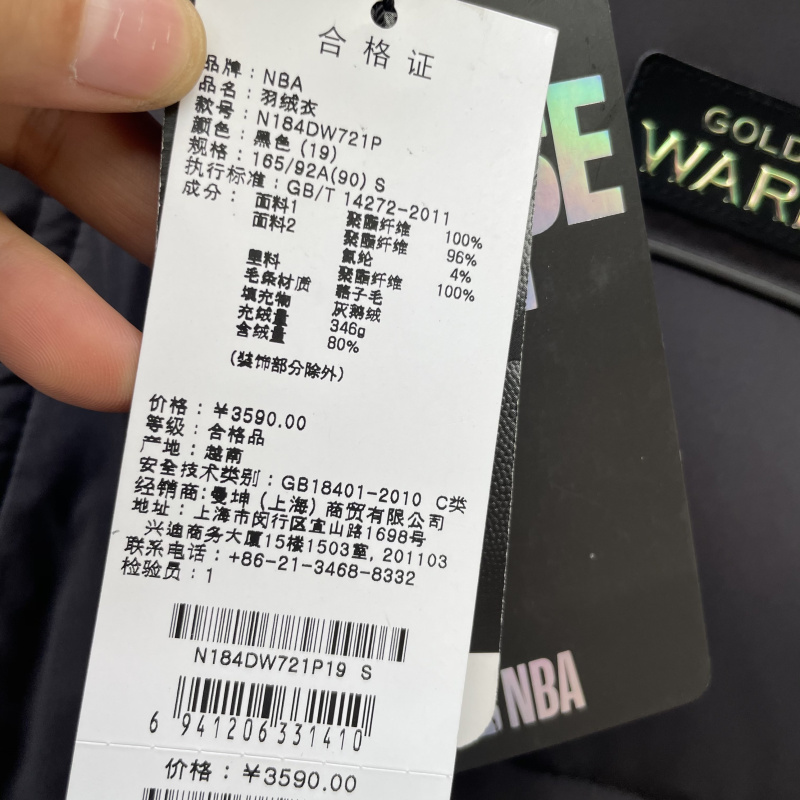 合格证
品牌：NBA
品名：羽绒衣
款号：N184DW721P
颜色：黑色（19）
规格：165/92A(90) S
执行标准：GB/T 14272-2011
成分： 面料1 聚酯纤维 100%
面料2 聚酯纤维 96%
氨纶 4%
里料 聚酯纤维 100%
毛条材质 貉子毛
填充物 灰鹅绒
充绒量 346g
含绒量 80%
（装饰部分除外）
价格：￥3590.00
等级：合格品
产地：越南
安全技术类别：GB18401-2010 C类
经销商：曼坤（上海）商贸有限公司
地址：上海市闵行区宜山路1698号
兴迪商务大厦15楼1503室，201103
联系电话：+86-21-3468-8332
检验员：1
N184DW721P19 S
6 941206331410
价格：￥3590.00
SE
NBA
GOLD
WAR